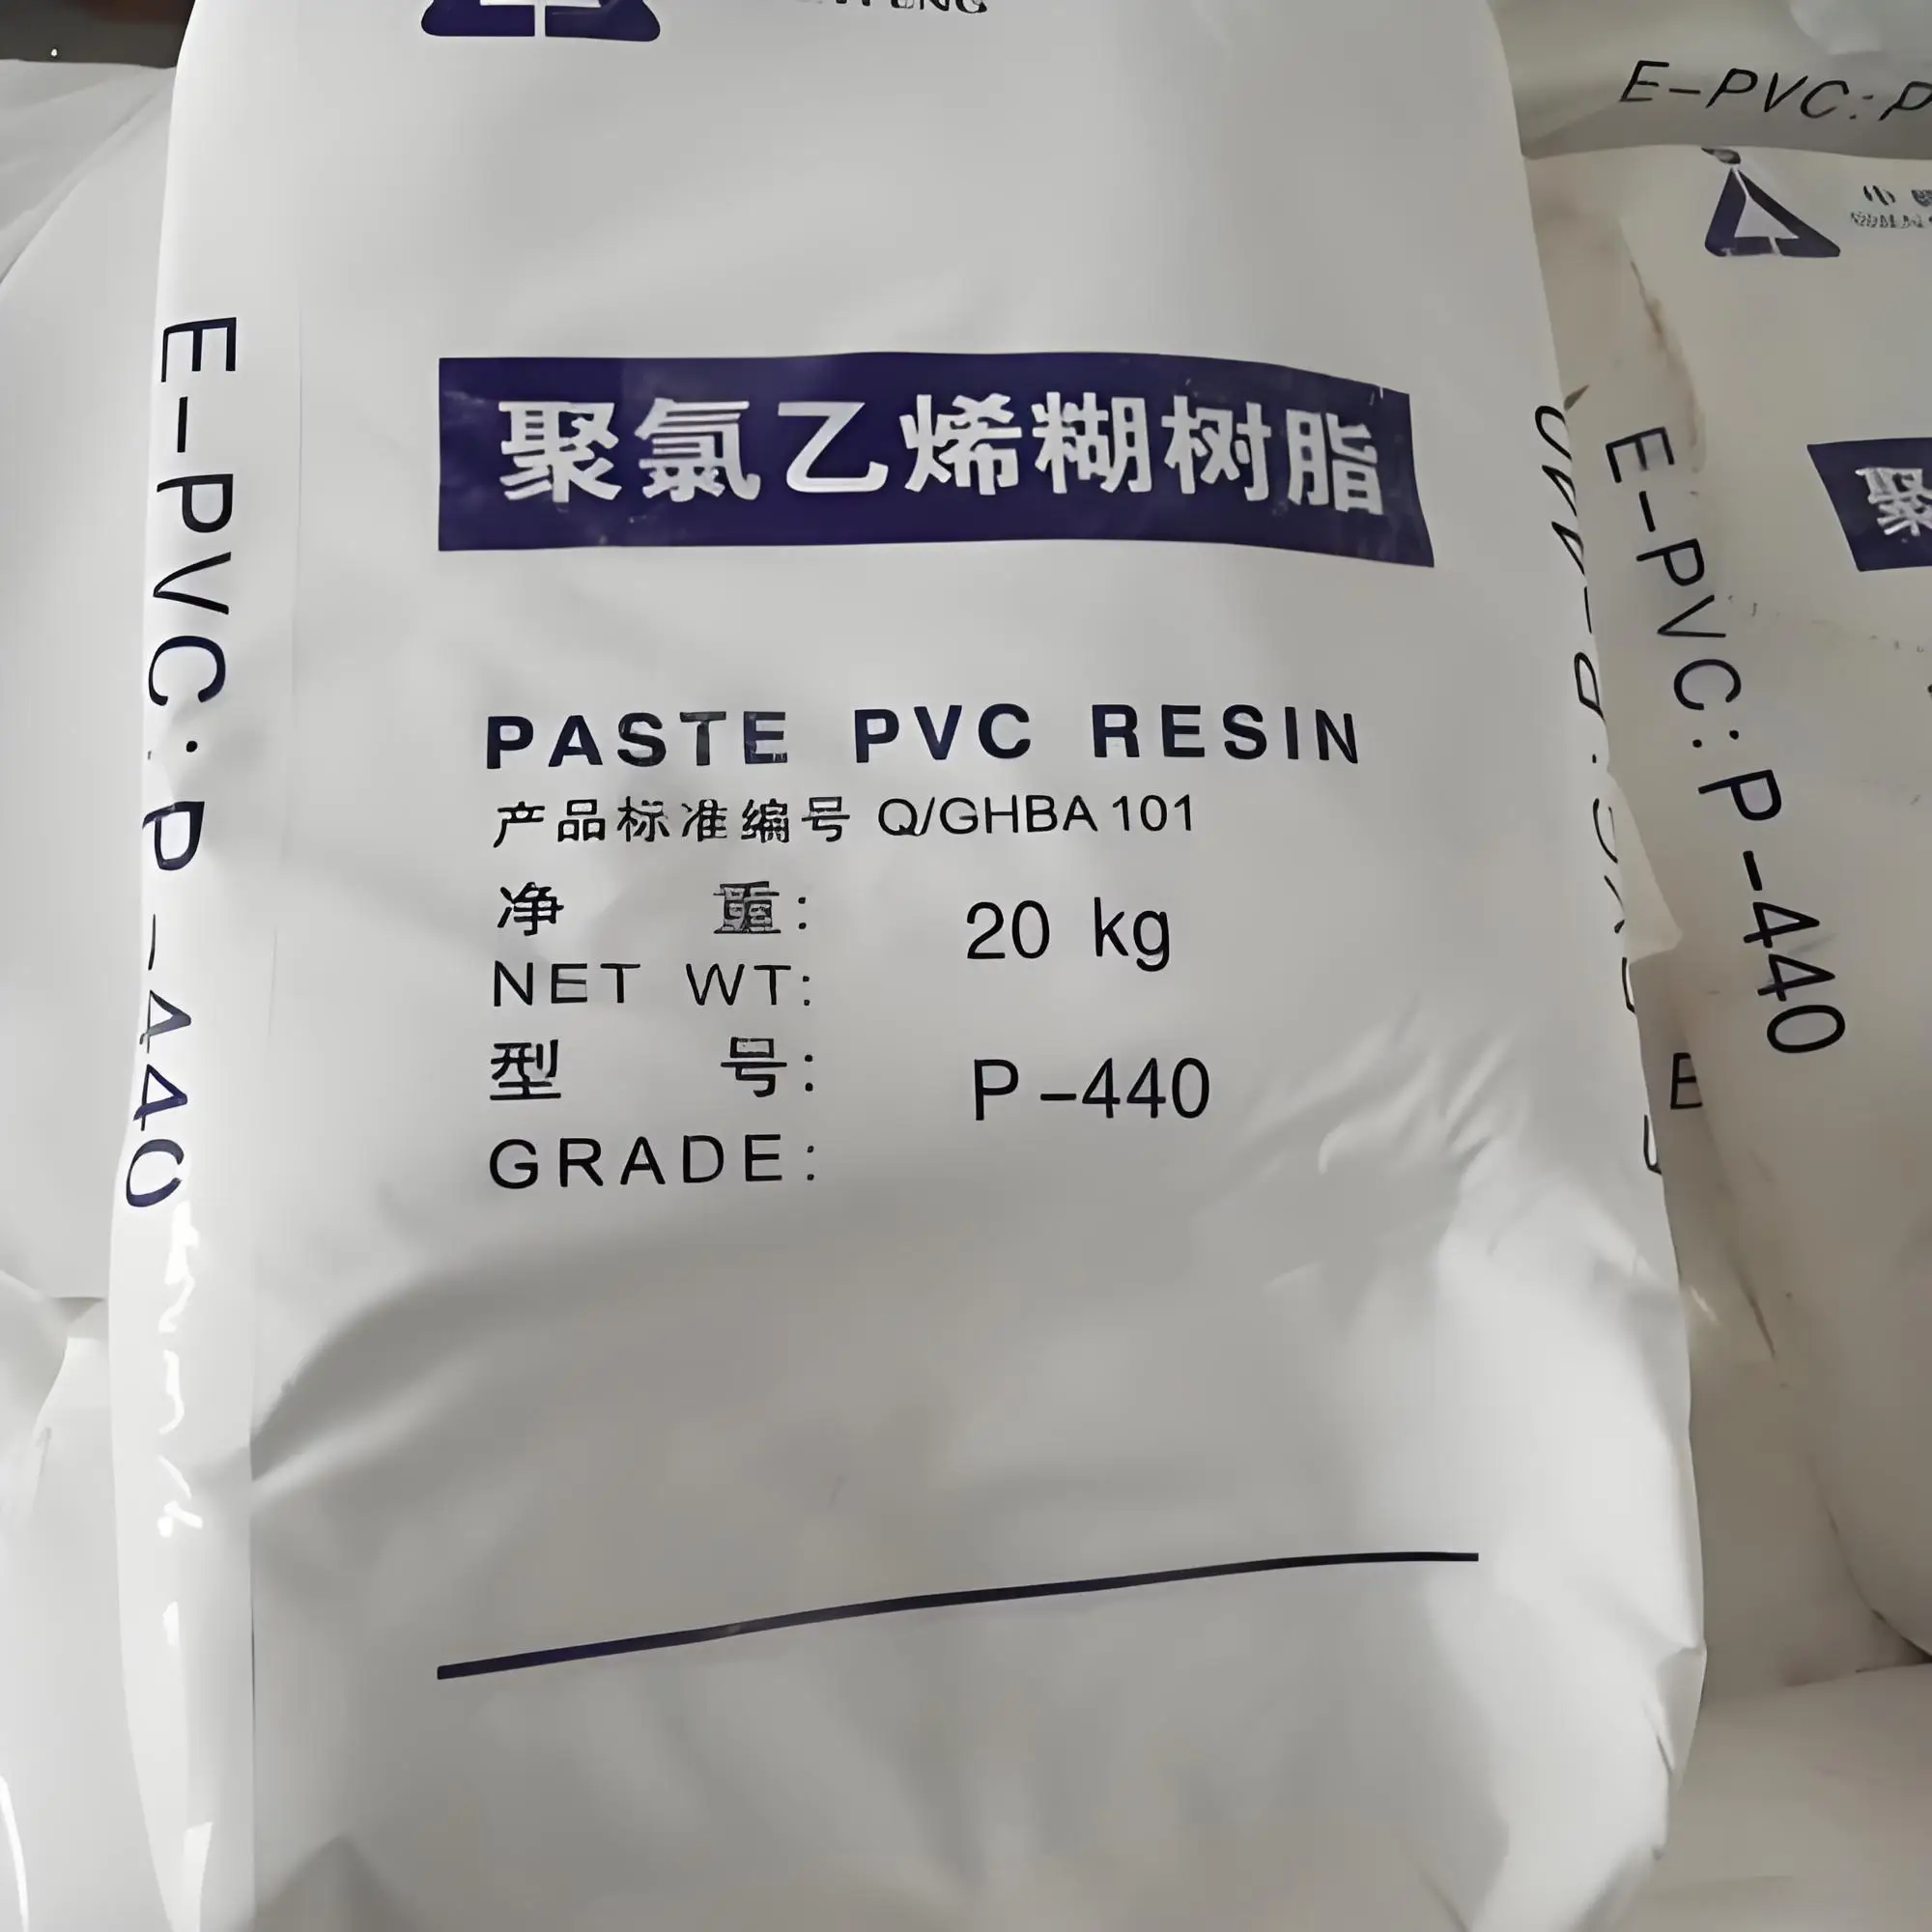 聚氯乙烯糊树脂
PASTE PVC RESIN
产品标准编号 Q/GHBA 101
净 重: 20 kg
NET WT:
型 号: P-440
GRADE:
E-PVC:P-440
E-PVC:P-440
E-PVC:P
聚